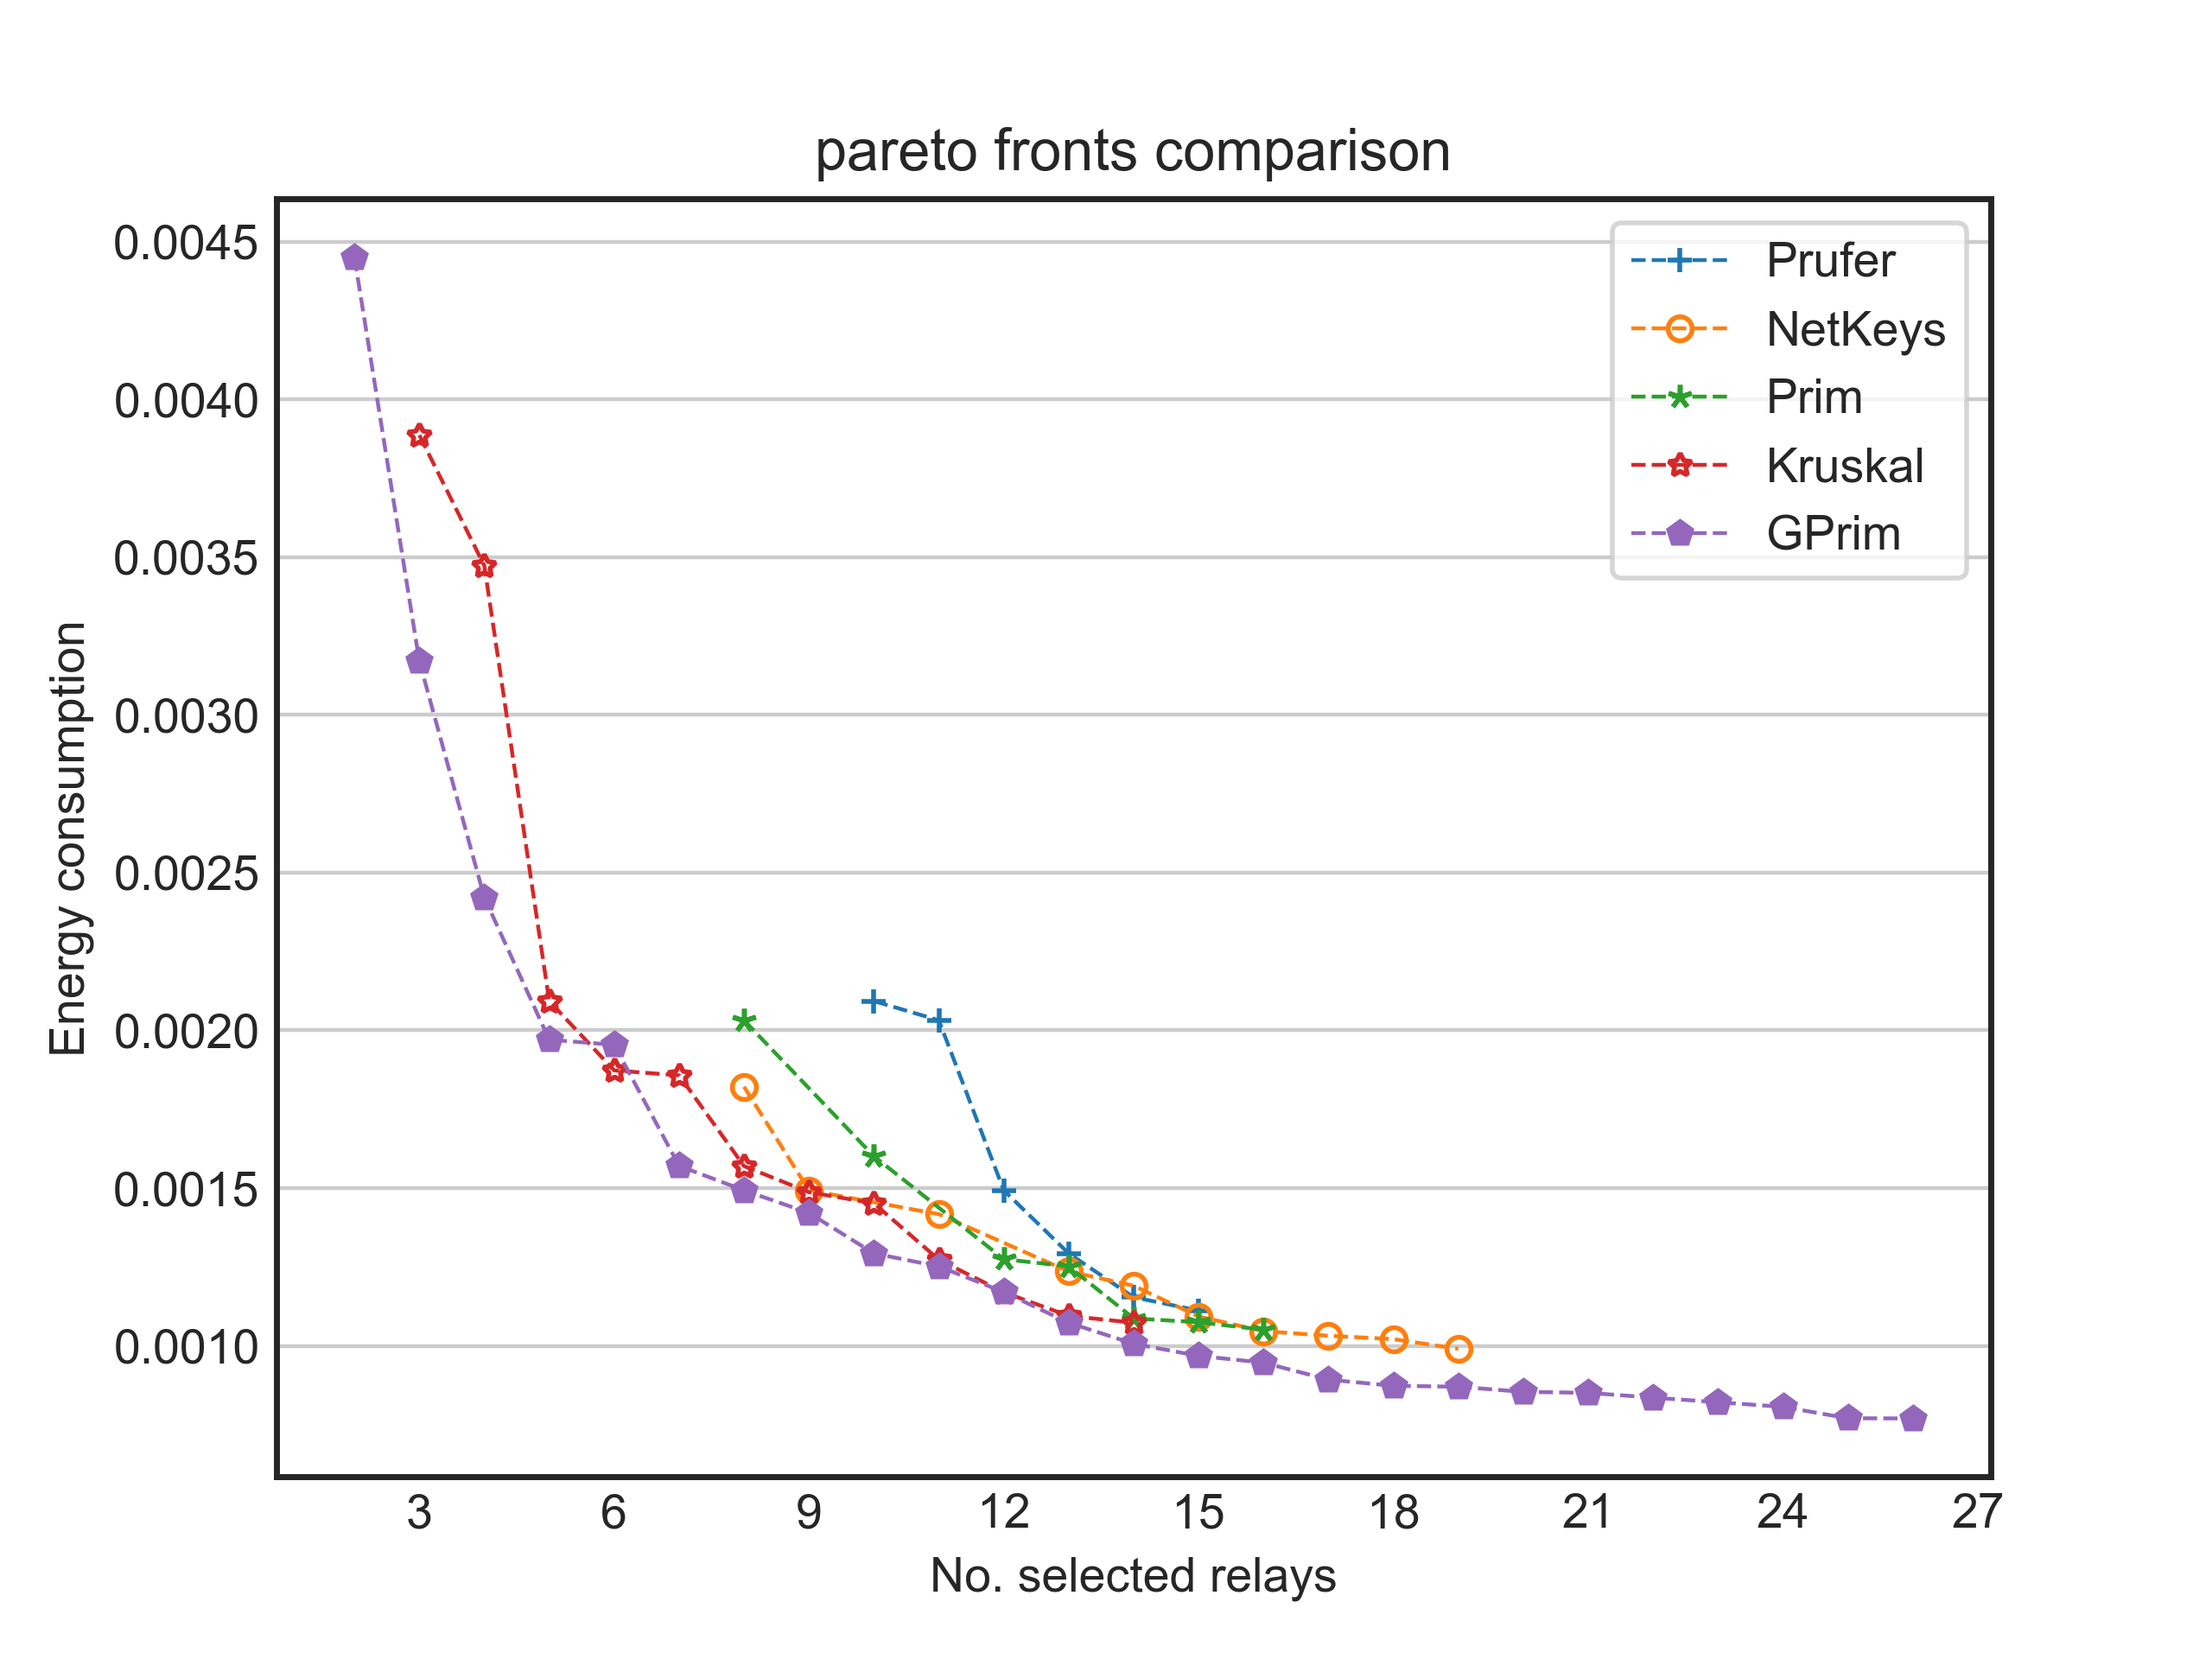 pareto fronts comparison
0.0045
0.0040
0.0035
0.0030
0.0025
0.0020
0.0015
0.0010
Energy consumption
Prufer
NetKeys
Prim
Kruskal
GPrim
3 6 9 12 15 18 21 24 27
No. selected relays